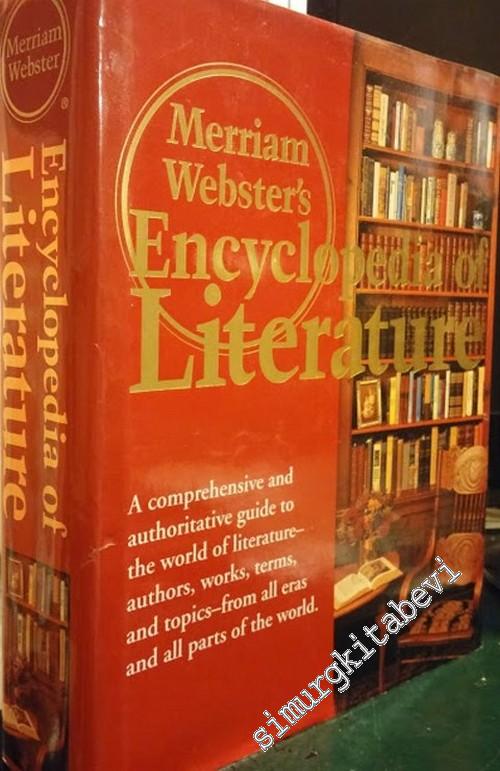 Merriam
Webster
®
Encyclopedia of
Literature
Merriam
Webster's
Encyclopedia of
Literature
A comprehensive and
authoritative guide to
the world of literature–
authors, works, terms,
and topics–from all eras
and all parts of the world.
simurgkitabevi